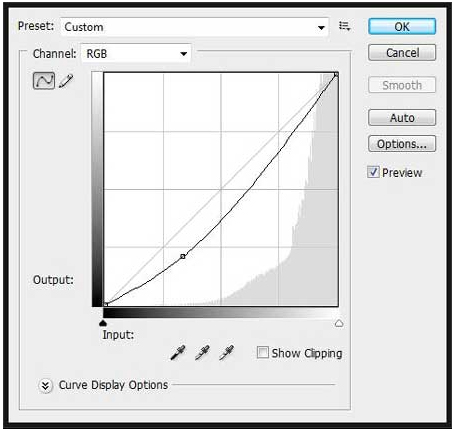 Preset: Custom
OK
Channel: RGB
Cancel
Smooth
Auto
Options...
Preview
Output:
Input:
Show Clipping
Curve Display Options